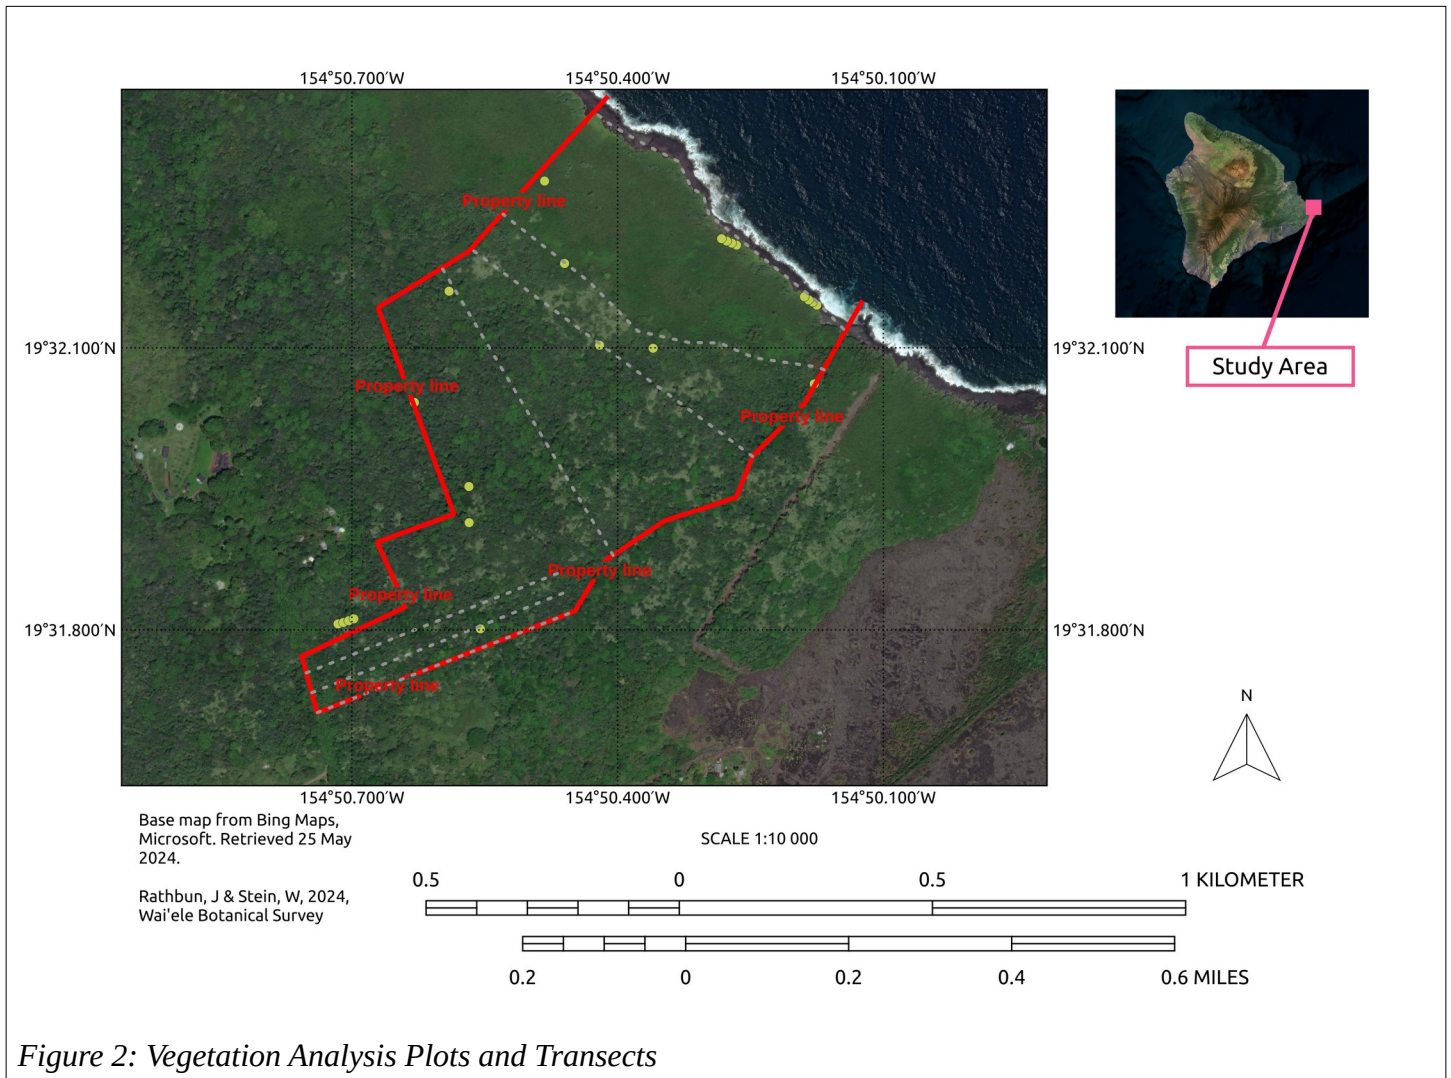 154°50.700′W 154°50.400′W 154°50.100′W
Property line
19°32.100′N 19°32.100′N
Study Area
Property line
Property line
Property line
Property line
19°31.800′N 19°31.800′N
Property line
N
154°50.700′W 154°50.400′W 154°50.100′W
Base map from Bing Maps,
Microsoft. Retrieved 25 May
2024.
SCALE 1:10 000
Rathbun, J & Stein, W, 2024,
Wai'ele Botanical Survey
0.5 0 0.5 1 KILOMETER
0.2 0 0.2 0.4 0.6 MILES
Figure 2: Vegetation Analysis Plots and Transects